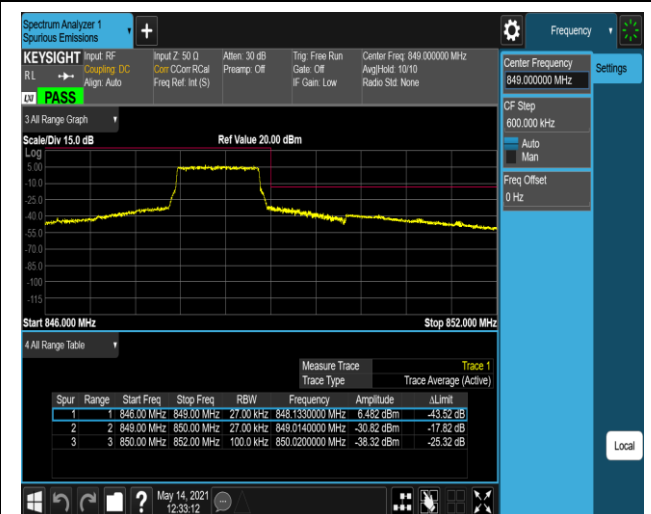 Spectrum Analyzer 1
Spurious Emissions
+
Frequency
KEYSIGHT Input: RF Input Z: 50 Ω Atten: 30 dB Trig: Free Run Center Freq: 849.000000 MHz
RL Coupling: DC Corr CCorr RCal Preamp: Off Gate: Off Avg|Hold: 10/10
Align: Auto Freq Ref: Int (S) IF Gain: Low Radio Std: None
LXI PASS
Center Frequency
849.000000 MHz
Settings
CF Step
600.000 kHz
Auto
Man
Freq Offset
0 Hz
3 All Range Graph
Scale/Div 15.0 dB Ref Value 20.00 dBm
Log
5.00
-10.0
-25.0
-40.0
-55.0
-70.0
-85.0
-100
-115
Start 846.000 MHz Stop 852.000 MHz
4 All Range Table
Measure Trace Trace 1
Trace Type Trace Average (Active)
Spur Range Start Freq Stop Freq RBW Frequency Amplitude ΔLimit
1 1 846.00 MHz 849.00 MHz 27.00 kHz 848.1330000 MHz 6.482 dBm -43.52 dB
2 2 849.00 MHz 850.00 MHz 27.00 kHz 849.0140000 MHz -30.82 dBm -17.82 dB
3 3 850.00 MHz 852.00 MHz 100.0 kHz 850.0200000 MHz -38.32 dBm -25.32 dB
Local
? May 14, 2021
12:33:12